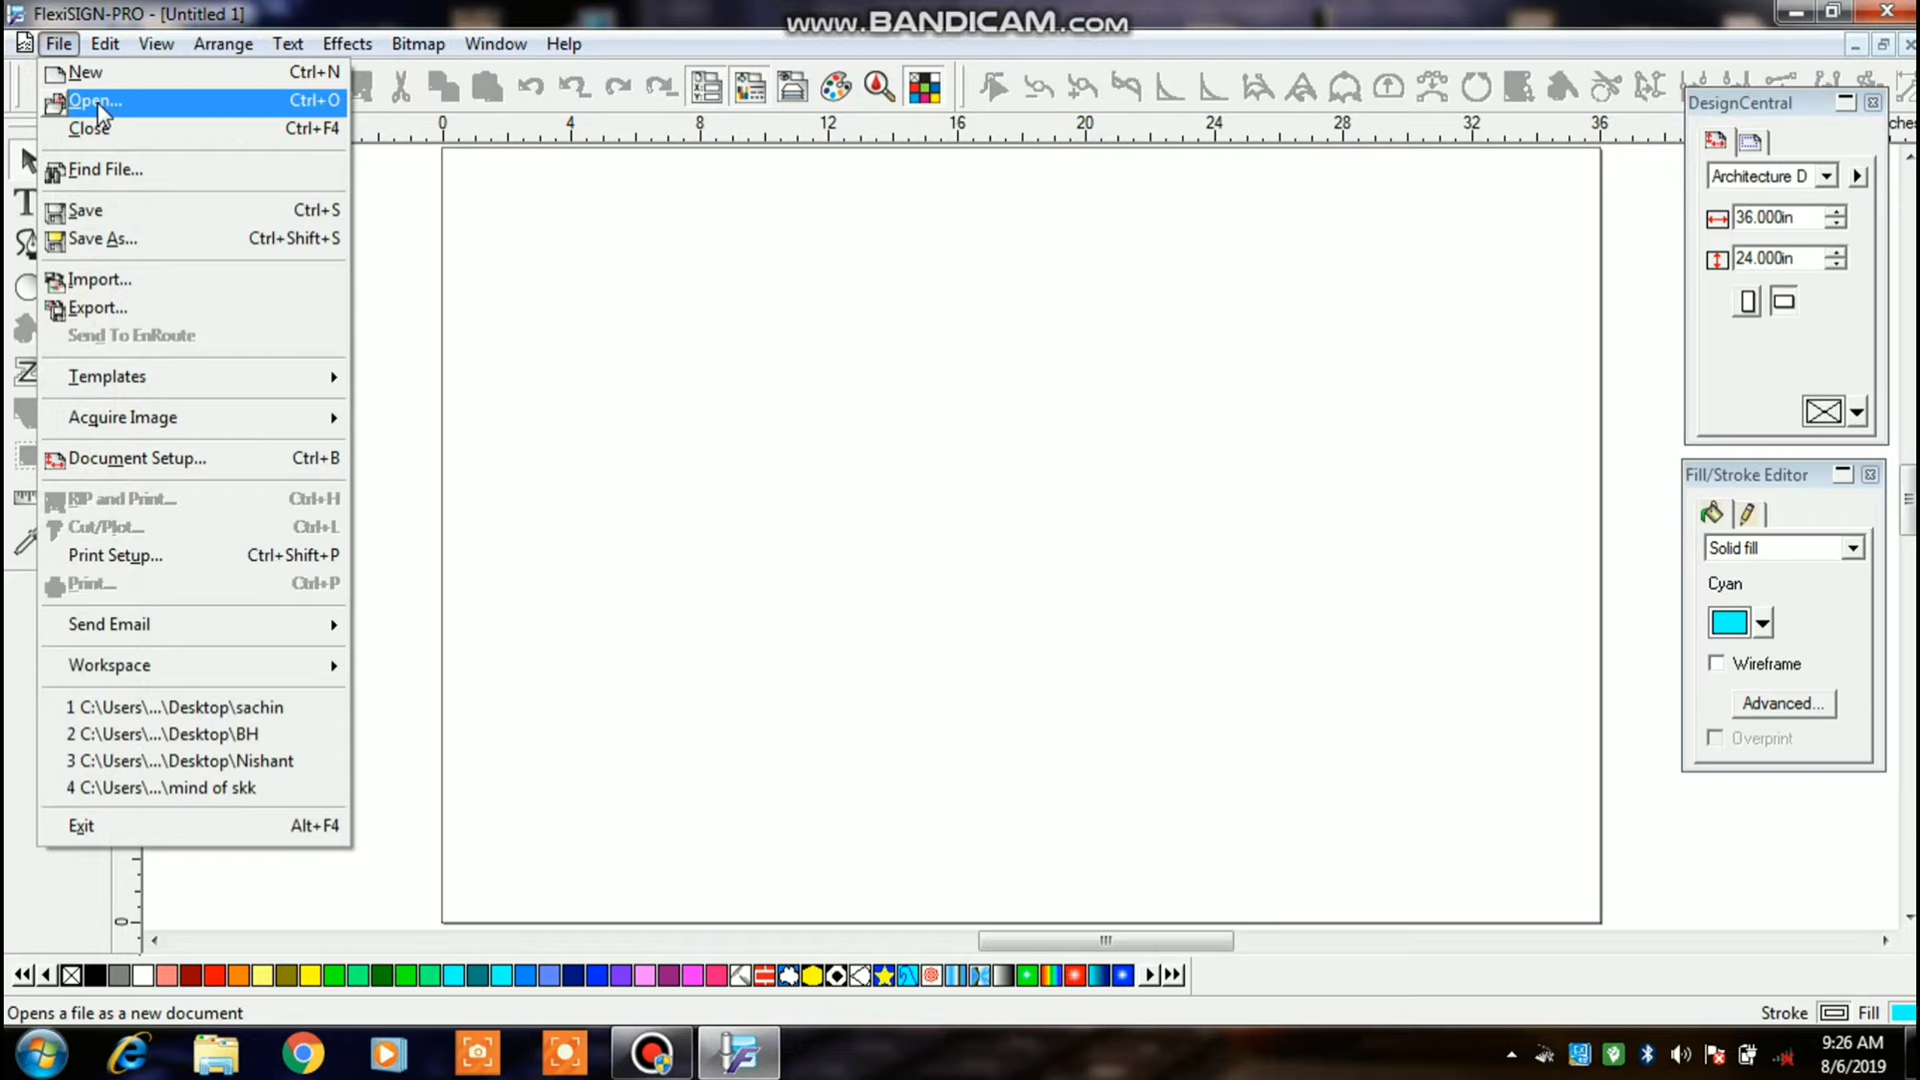 FlexiSIGN-PRO - [Untitled 1]
www.BANDICAM.com
File Edit View Arrange Text Effects Bitmap Window Help
New Ctrl+N
Open... Ctrl+O
Close Ctrl+F4
Find File...
Save Ctrl+S
Save As... Ctrl+Shift+S
Import...
Export...
Send To EnRoute
Templates
Acquire Image
Document Setup... Ctrl+B
RIP and Print... Ctrl+H
Cut/Plot... Ctrl+L
Print Setup... Ctrl+Shift+P
Print... Ctrl+P
Send Email
Workspace
1 C:\Users\...\Desktop\sachin
2 C:\Users\...\Desktop\BH
3 C:\Users\...\Desktop\Nishant
4 C:\Users\...\mind of skk
Exit Alt+F4
0 4 8 12 16 20 24 28 32 36
ches
0
DesignCentral
Architecture D
36.000in
24.000in
Fill/Stroke Editor
Solid fill
Cyan
Wireframe
Advanced...
Overprint
Opens a file as a new document
Stroke Fill
9:26 AM
8/6/2019